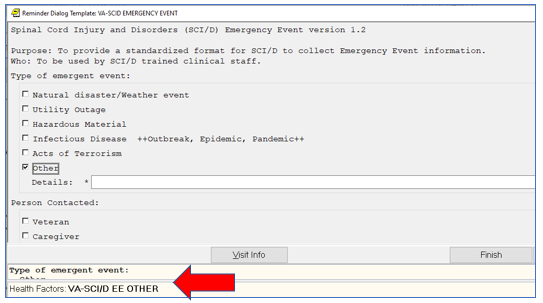 Reminder Dialog Template: VA-SCID EMERGENCY EVENT
Spinal Cord Injury and Disorders (SCI/D) Emergency Event version 1.2
Purpose: To provide a standardized format for SCI/D to collect Emergency Event information.
Who: To be used by SCI/D trained clinical staff.
Type of emergent event:
Natural disaster/Weather event
Utility Outage
Hazardous Material
Infectious Disease ++Outbreak, Epidemic, Pandemic++
Acts of Terrorism
Other
Details: *
Person Contacted:
Veteran
Caregiver
Visit Info Finish
Type of emergent event:
Other
Health Factors: VA-SCI/D EE OTHER